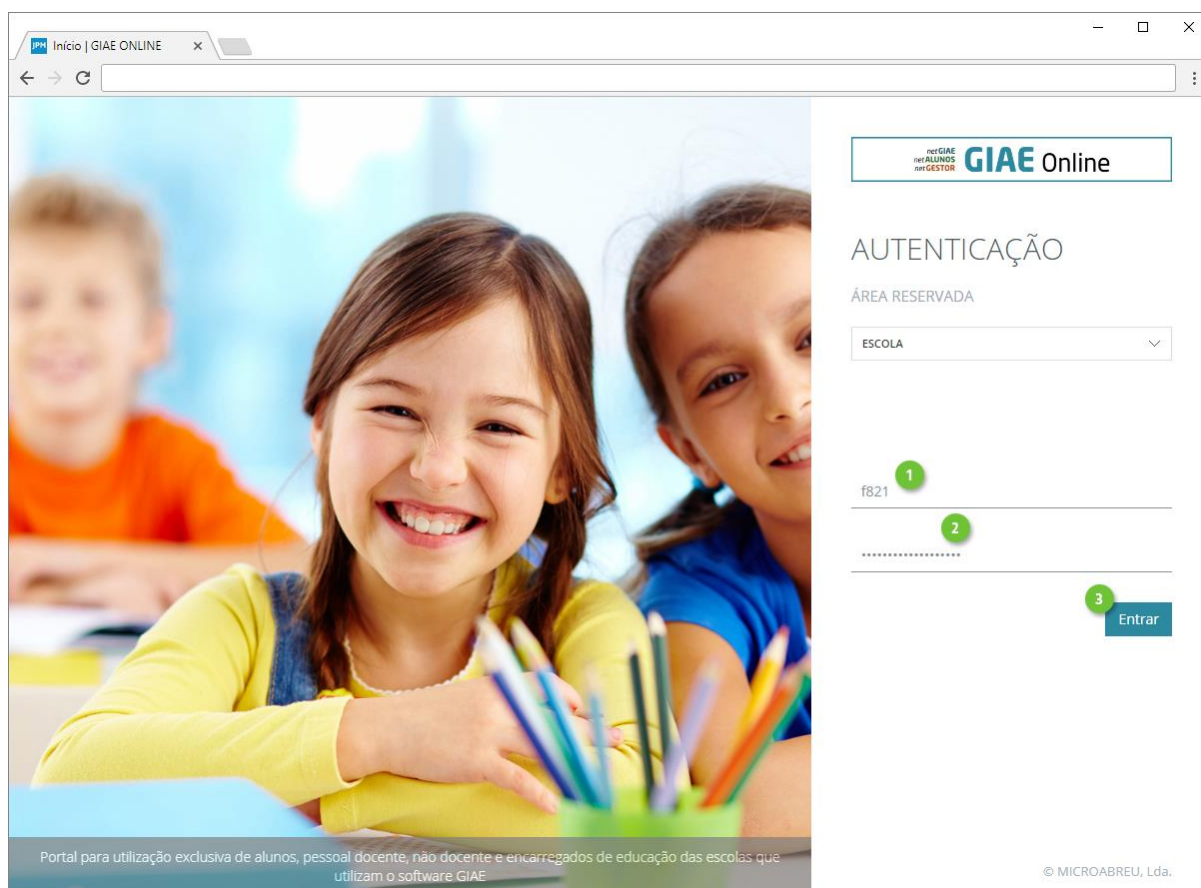 JPM Início | GIAE ONLINE
netGIAE
netALUNOS
netGESTOR
GIAE Online
AUTENTICAÇÃO
ÁREA RESERVADA
ESCOLA
1
f821
2
3
Entrar
Portal para utilização exclusiva de alunos, pessoal docente, não docente e encarregados de educação das escolas que
utilizam o software GIAE
© MICROABREU, Lda.